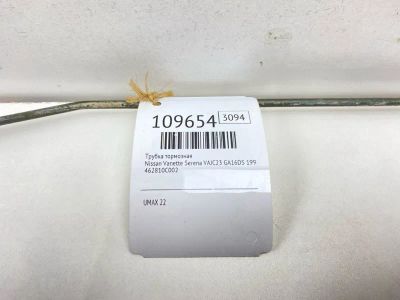 109654 3094
Трубка тормозная
Nissan Vanette Serena VAJC23 GA16DS 199
462810C002
UMAX 22